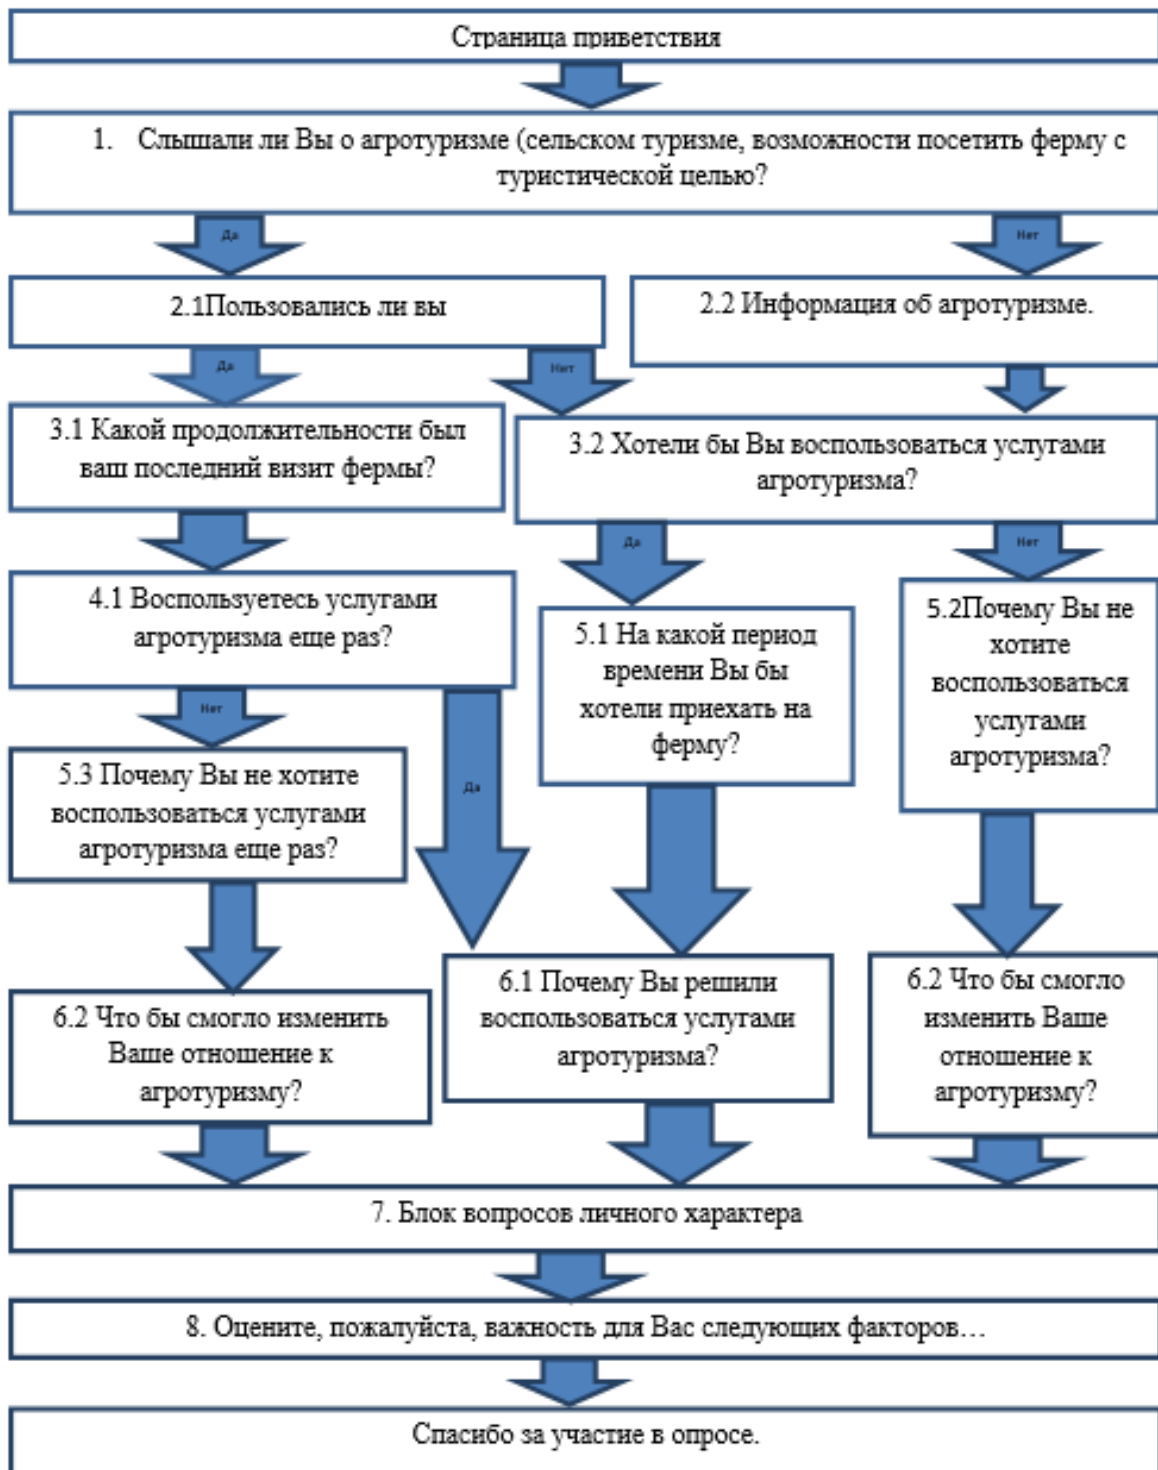 Страница приветствия
1. Слышали ли Вы о агротуризме (сельском туризме, возможности посетить ферму с
туристической целью?
Да
Нет
2.1Пользовались ли вы
2.2 Информация об агротуризме.
Да
Нет
3.1 Какой продолжительности был
ваш последний визит фермы?
3.2 Хотели бы Вы воспользоваться услугами
агротуризма?
Да
Нет
4.1 Воспользуетесь услугами
агротуризма еще раз?
5.1 На какой период
времени Вы бы
хотели приехать на
ферму?
5.2Почему Вы не
хотите
воспользоваться
услугами
агротуризма?
Нет
Да
5.3 Почему Вы не хотите
воспользоваться услугами
агротуризма еще раз?
6.2 Что бы смогло изменить
Ваше отношение к
агротуризму?
6.1 Почему Вы решили
воспользоваться услугами
агротуризма?
6.2 Что бы смогло
изменить Ваше
отношение к
агротуризму?
7. Блок вопросов личного характера
8. Оцените, пожалуйста, важность для Вас следующих факторов…
Спасибо за участие в опросе.